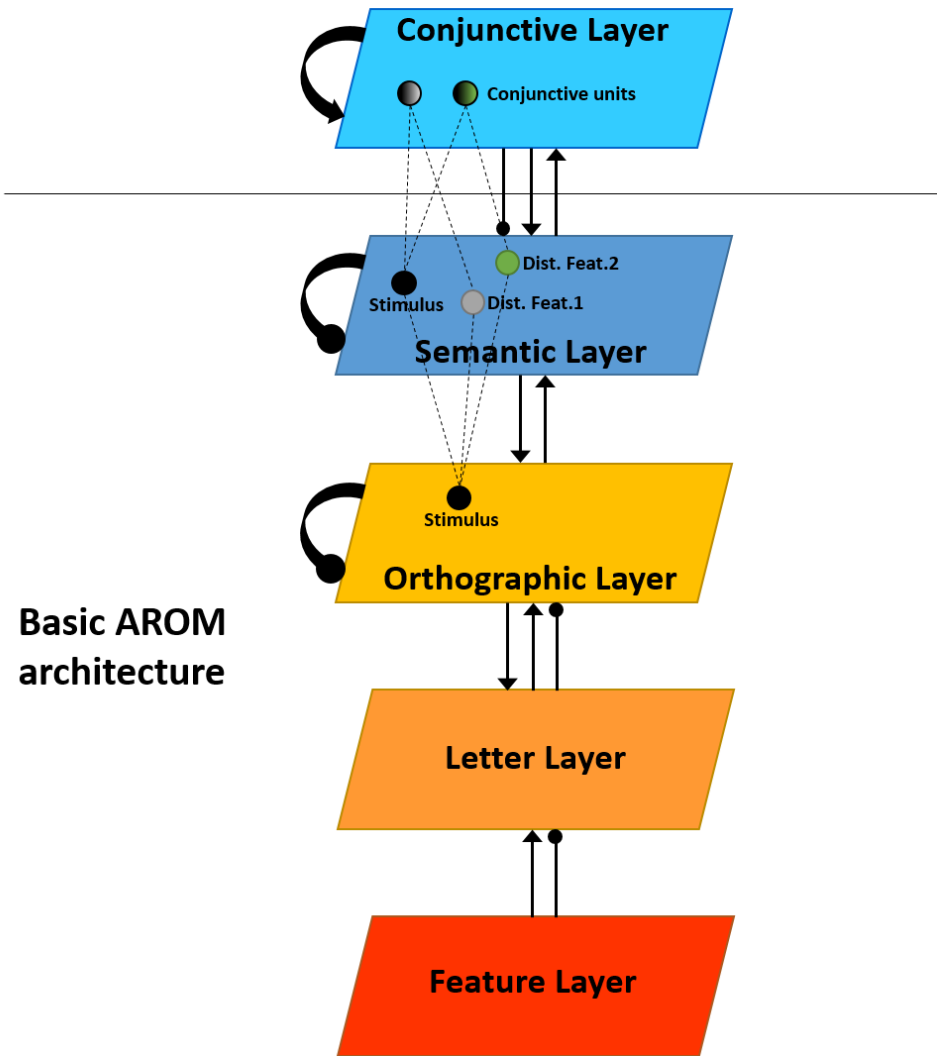 Conjunctive Layer
Conjunctive units
Dist. Feat.2
Stimulus
Dist. Feat.1
Semantic Layer
Stimulus
Orthographic Layer
Basic AROM
architecture
Letter Layer
Feature Layer